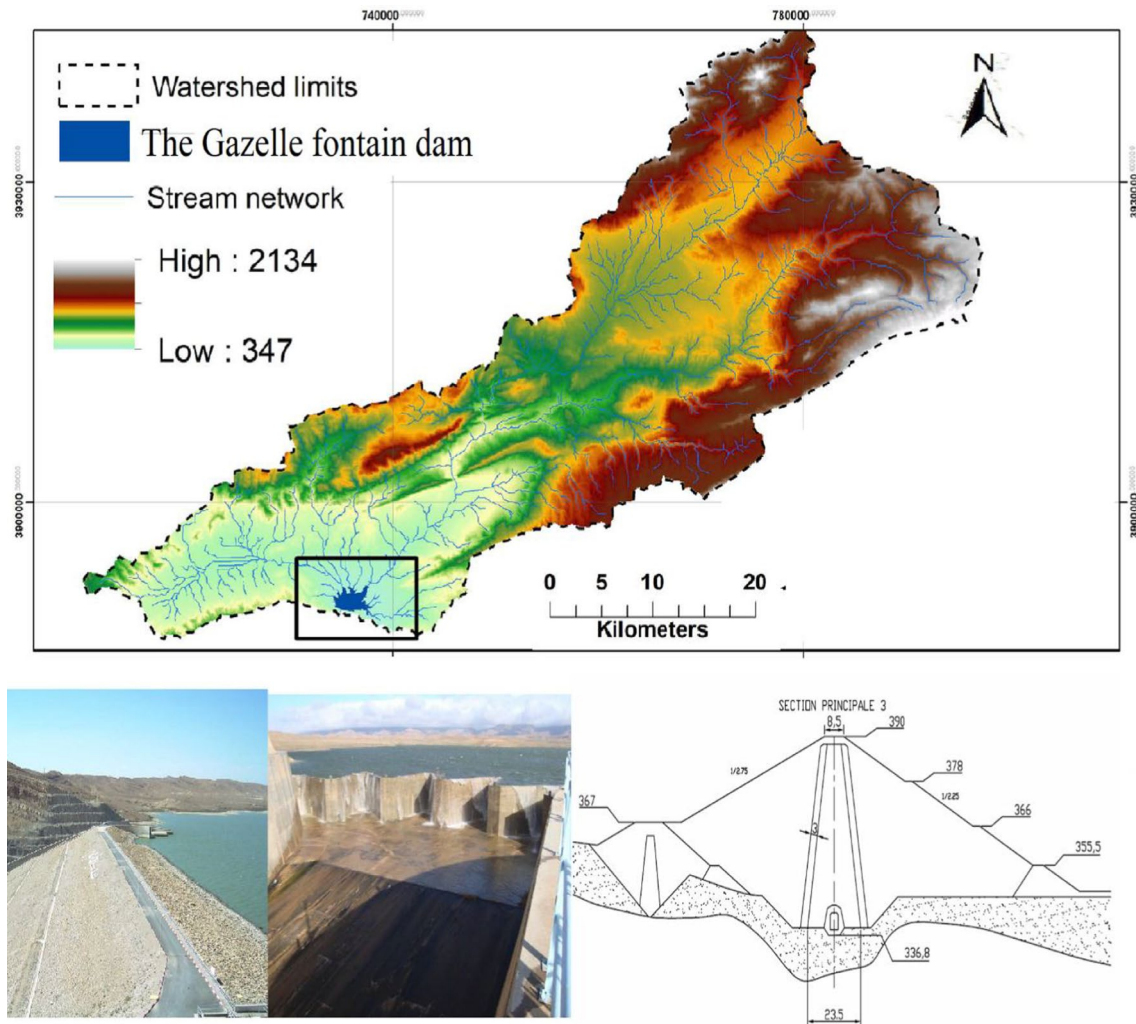 740000 780000
N
Watershed limits
The Gazelle fontain dam
Stream network
3930000 3930000
High : 2134
Low : 347
3900000 3900000
0 5 10 20
Kilometers
SECTION PRINCIPALE 3
8,5
390
1/2.75
378
1/2.25
367
366
3
355,5
336,8
23.5